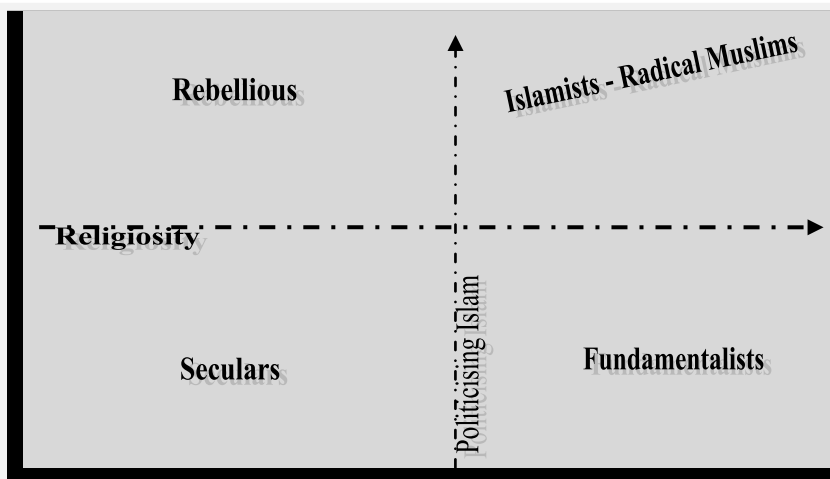 Rebellious
Islamists - Radical Muslims
Religiosity
Politicising Islam
Seculars
Fundamentalists